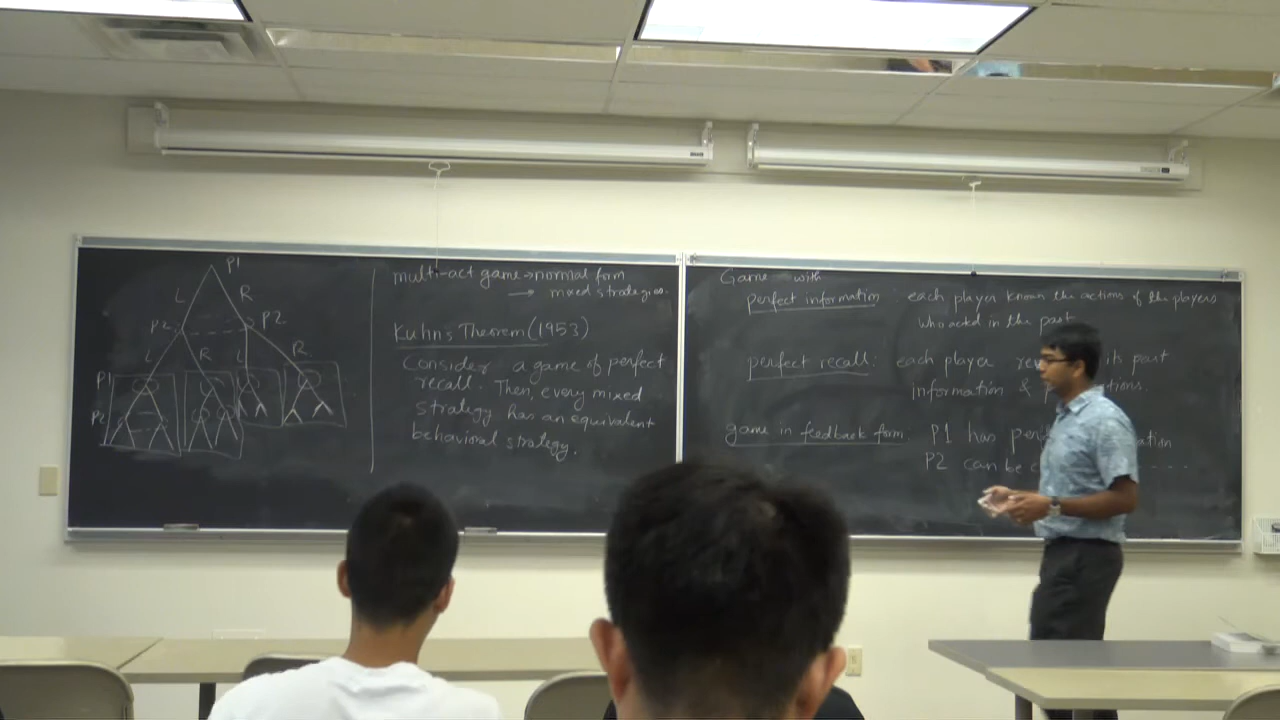 P1
L
R
P2
P2
L
R
L
R
P1
P2
multi-act game → normal form
→ mixed strategies.
Kuhn's Theorem (1953)
Consider a game of perfect
recall. Then, every mixed
strategy has an equivalent
behavioral strategy.
Game with
perfect information each player knows the actions of the players
who acted in the past
perfect recall: each player its past
information &
game in feedback form: P1 has
P2 can be